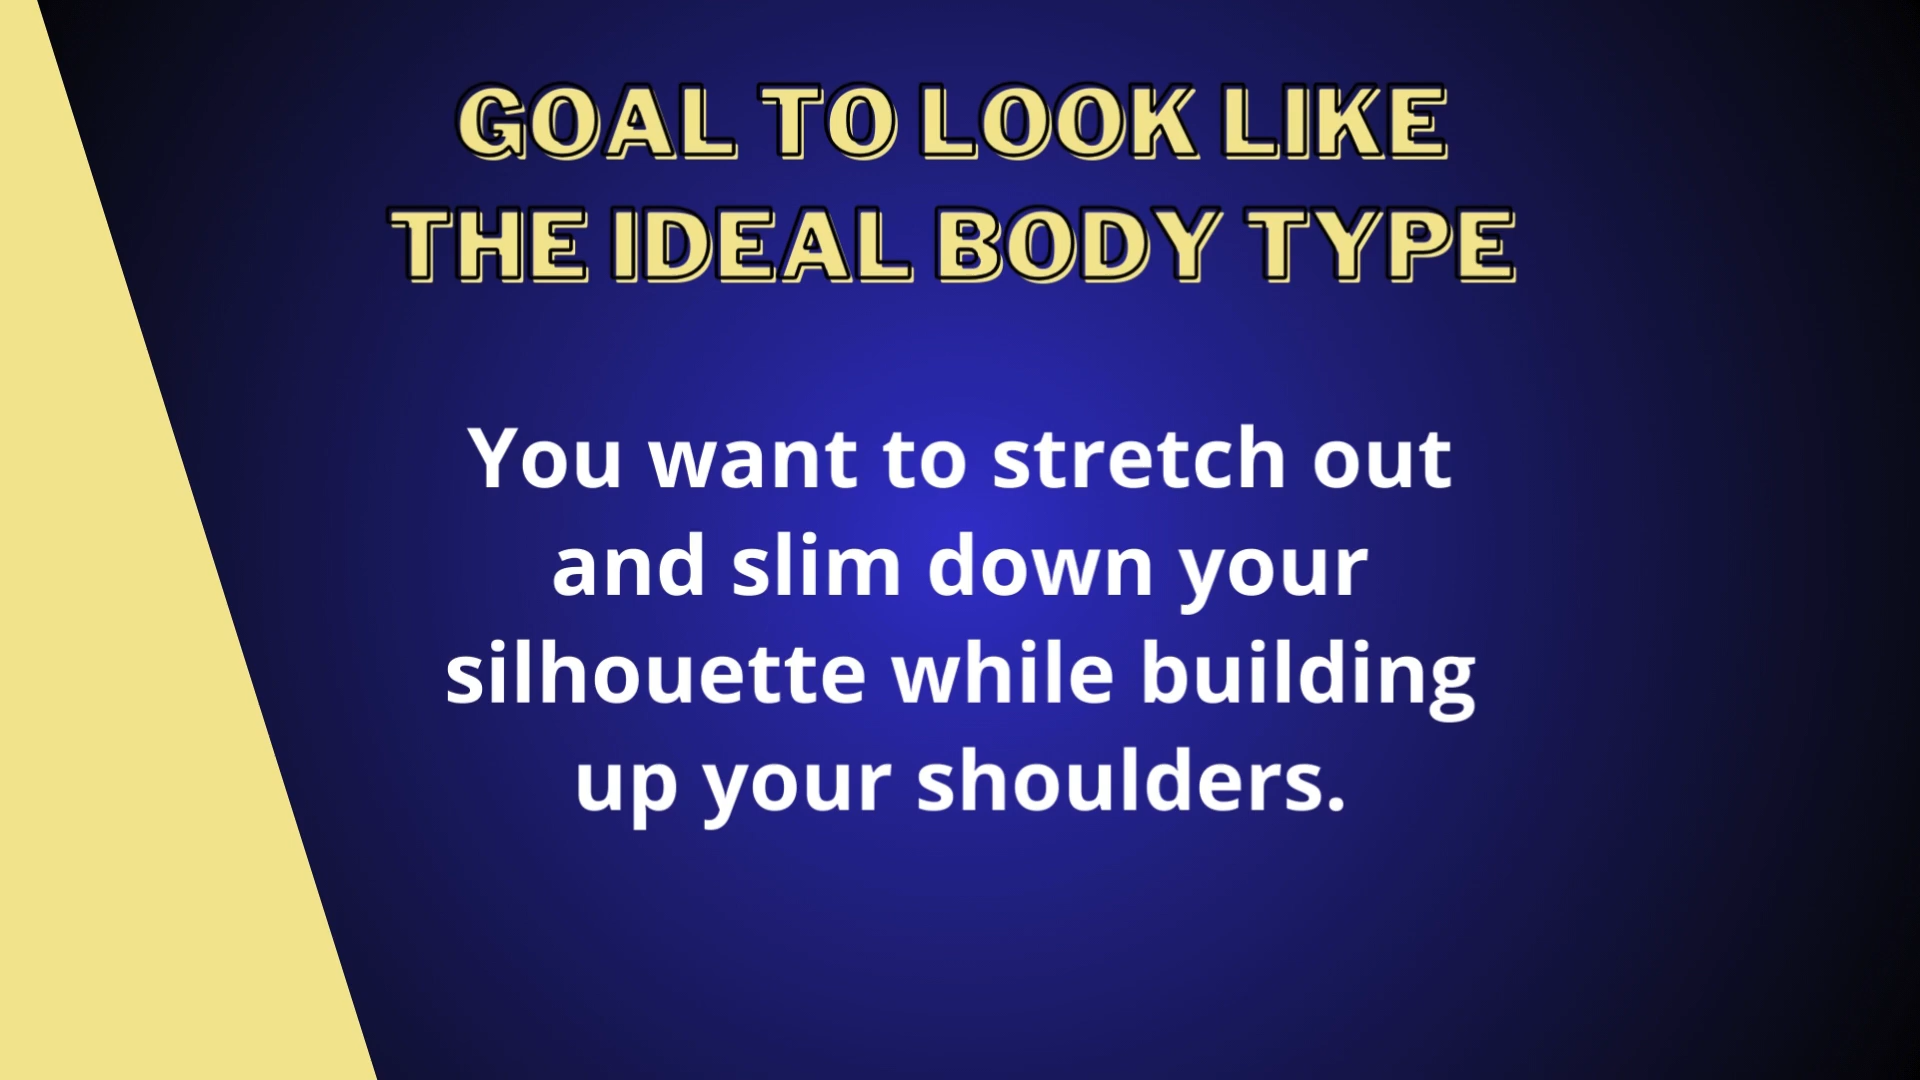 GOAL TO LOOK LIKE
THE IDEAL BODY TYPE
You want to stretch out
and slim down your
silhouette while building
up your shoulders.